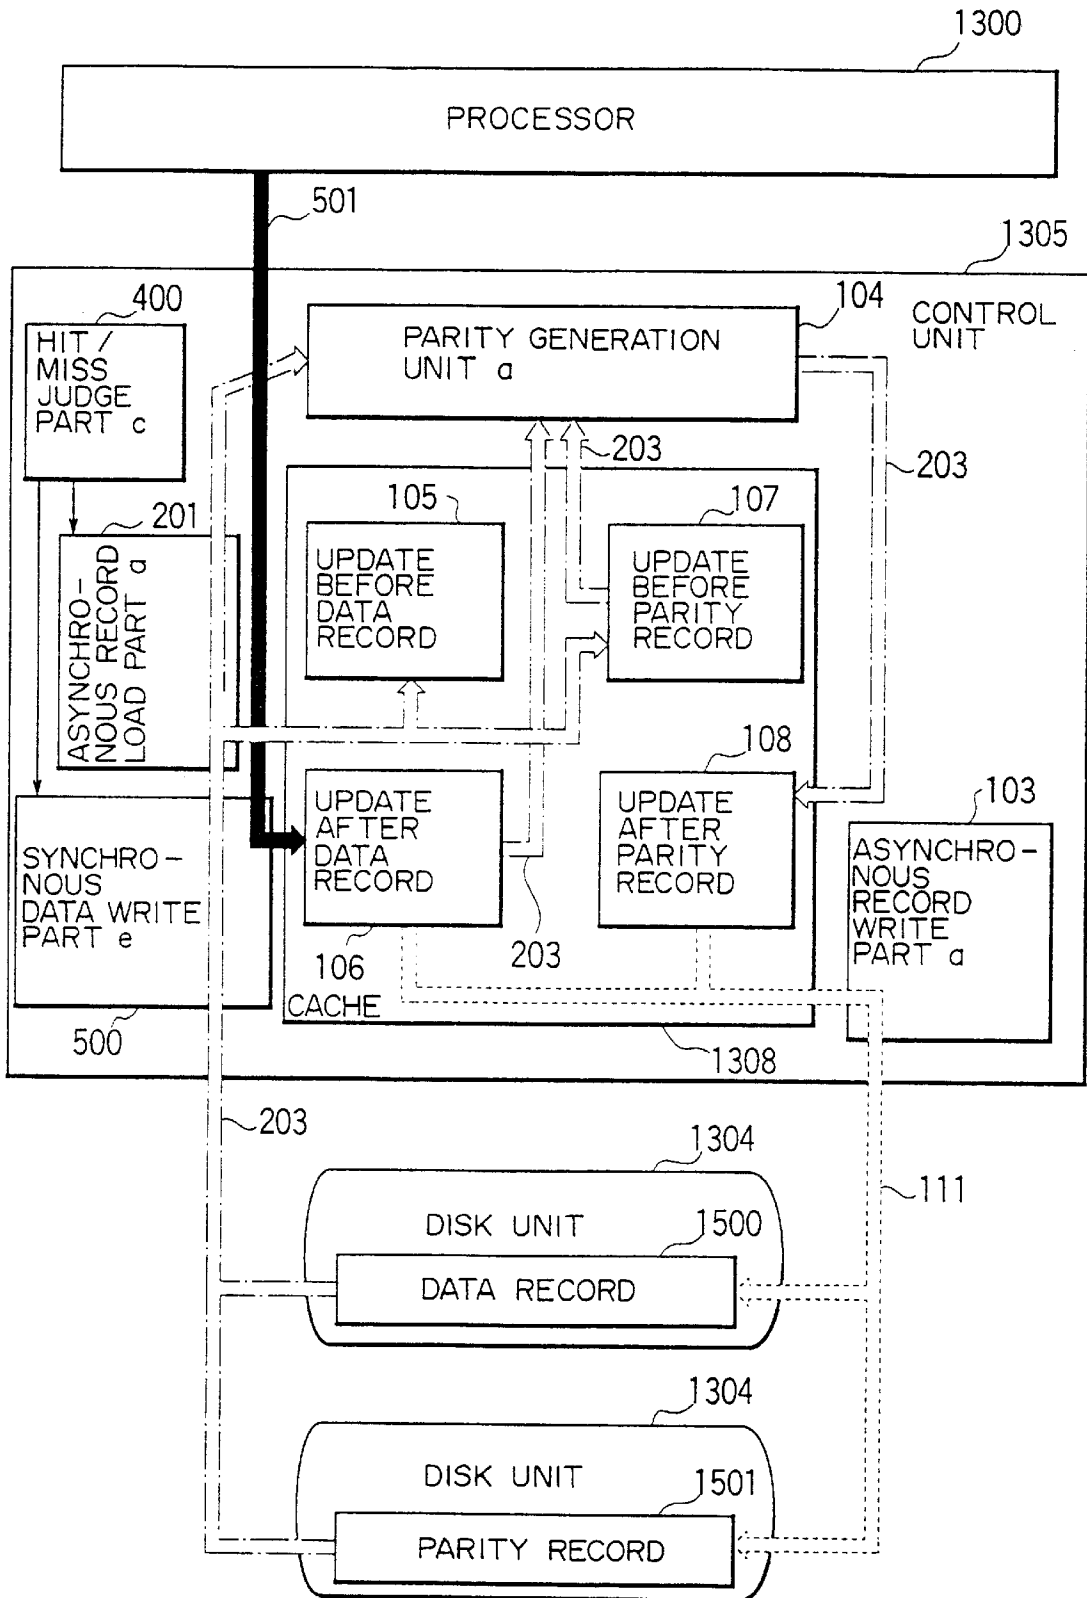 1300
PROCESSOR
501
1305
400
HIT/
MISS
JUDGE
PART c
104
PARITY GENERATION
UNIT a
CONTROL
UNIT
203
203
201
ASYNCHRO-
NOUS RECORD
LOAD PART a
105
UPDATE
BEFORE
DATA
RECORD
107
UPDATE
BEFORE
PARITY
RECORD
108
UPDATE
AFTER
DATA
RECORD
UPDATE
AFTER
PARITY
RECORD
103
ASYNCHRO-
NOUS
RECORD
WRITE
PART a
SYNCHRO-
NOUS
DATA WRITE
PART e
106
203
CACHE
500
1308
203
1304
111
DISK UNIT
1500
DATA RECORD
1304
DISK UNIT
1501
PARITY RECORD